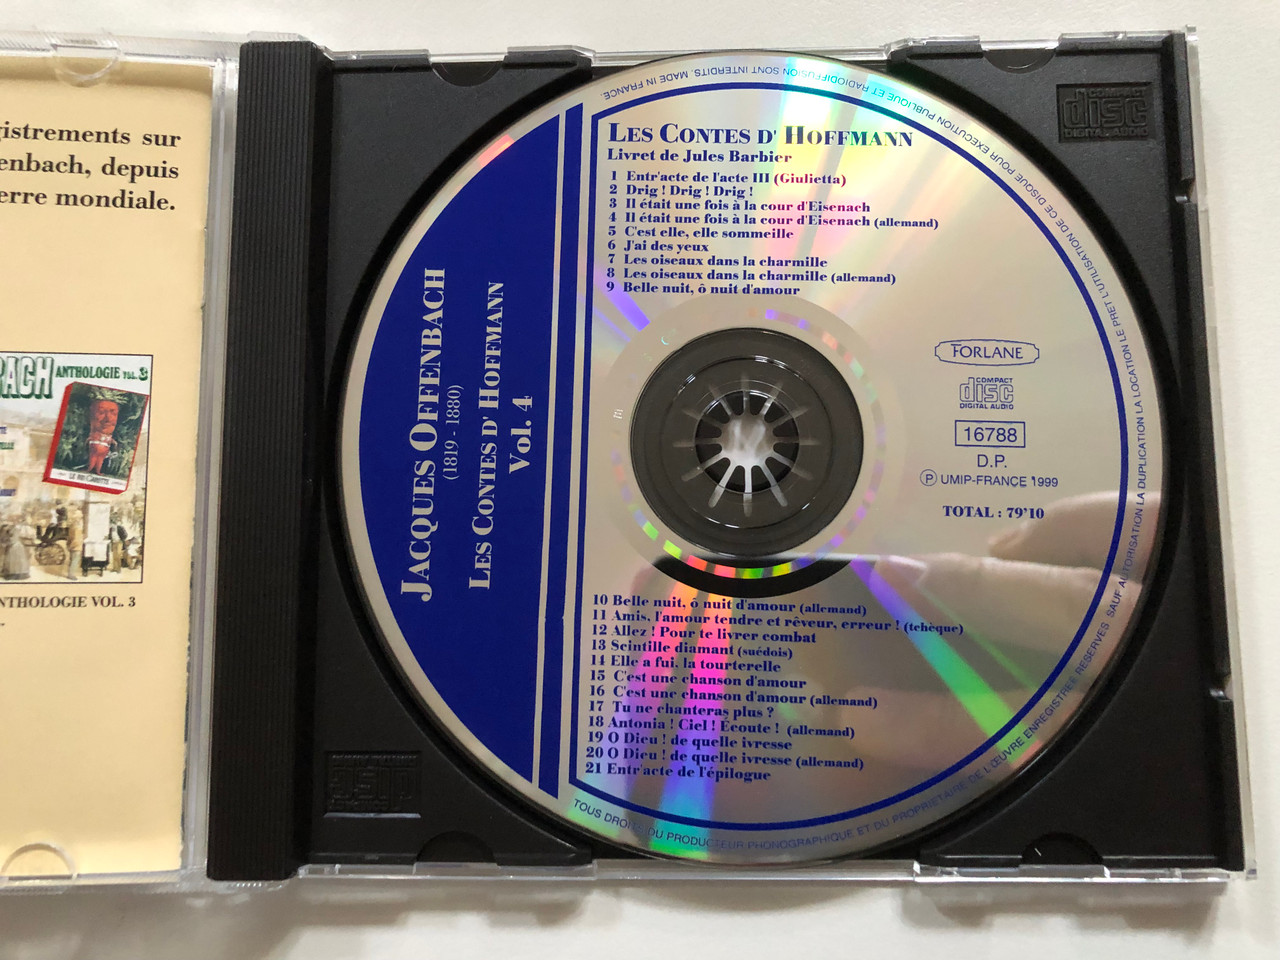 gistrements sur
enbach, depuis
erre mondiale.
BACH ANTHOLOGIE VOL. 3
LE ROI CAROTTE
NTHOLOGIE VOL. 3
JACQUES OFFENBACH
(1819 - 1880)
LES CONTES D' HOFFMANN
Vol. 4
LES CONTES D' HOFFMANN
Livret de Jules Barbier
1 Entr'acte de l'acte III (Giulietta)
2 Drig ! Drig ! Drig !
3 Il était une fois à la cour d'Eisenach
4 Il était une fois à la cour d'Eisenach (allemand)
5 C'est elle, elle sommeille
6 J'ai des yeux
7 Les oiseaux dans la charmille
8 Les oiseaux dans la charmille (allemand)
9 Belle nuit, ô nuit d'amour
FORLANE
COMPACT
disc
DIGITAL AUDIO
16788
D.P.
Ⓟ UMIP-FRANCE 1999
TOTAL : 79'10
10 Belle nuit, ô nuit d'amour (allemand)
11 Amis, l'amour tendre et rêveur, erreur ! (tchèque)
12 Allez ! Pour te livrer combat
13 Scintille diamant (suédois)
14 Elle a fui, la tourterelle
15 C'est une chanson d'amour
16 C'est une chanson d'amour (allemand)
17 Tu ne chanteras plus ?
18 Antonia ! Ciel ! Écoute ! (allemand)
19 O Dieu ! de quelle ivresse
20 O Dieu ! de quelle ivresse (allemand)
21 Entr'acte de l'épilogue
TOUS DROITS DU PRODUCTEUR PHONOGRAPHIQUE ET DU PROPRIETAIRE DE L'ŒUVRE ENREGISTREE RESERVES SAUF AUTORISATION LA DUPLICATION LA LOCATION LE PRET L'UTILISATION DE CE DISQUE POUR EXECUTION PUBLIQUE ET RADIODIFFUSION SONT INTERDITS. MADE IN FRANCE
COMPACT
disc
DIGITAL AUDIO